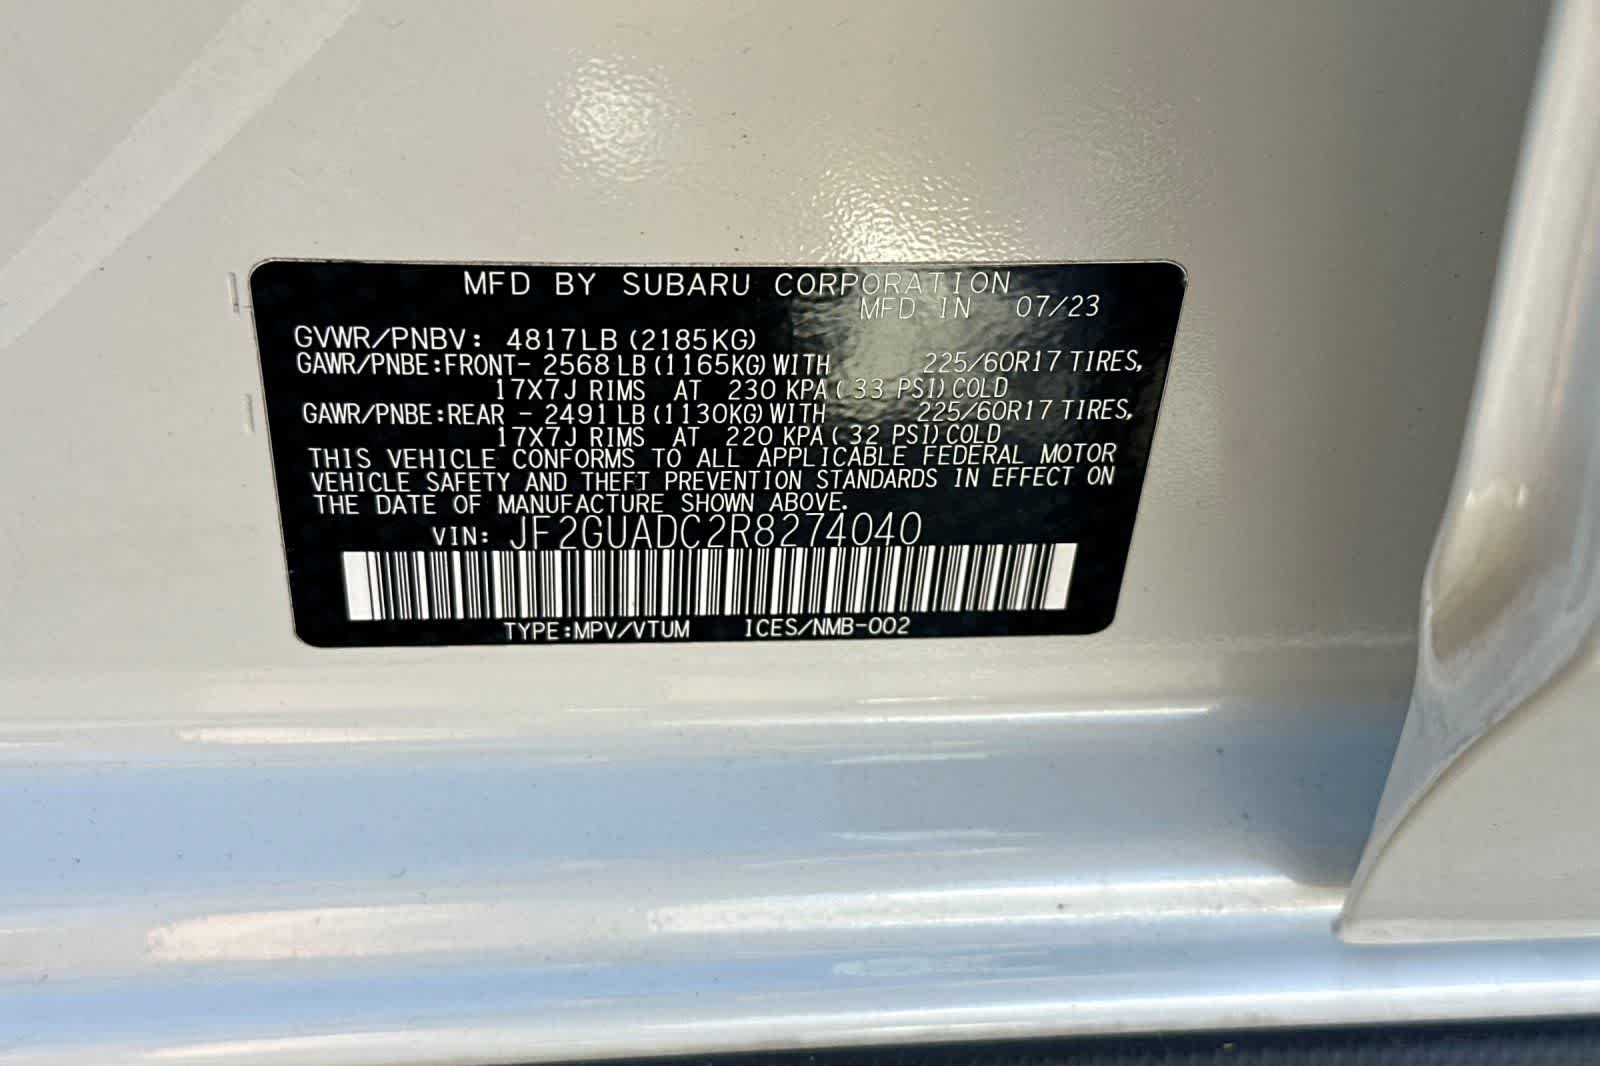 MFD BY SUBARU CORPORATION
MFD IN 07/23
GVWR/PNBV: 4817LB (2185KG)
GAWR/PNBE:FRONT- 2568 LB (1165KG) WITH 225/60R17 TIRES,
17X7J RIMS AT 230 KPA ( 33 PSI) COLD
GAWR/PNBE:REAR - 2491 LB (1130KG) WITH 225/60R17 TIRES,
17X7J RIMS AT 220 KPA ( 32 PSI) COLD
THIS VEHICLE CONFORMS TO ALL APPLICABLE FEDERAL MOTOR
VEHICLE SAFETY AND THEFT PREVENTION STANDARDS IN EFFECT ON
THE DATE OF MANUFACTURE SHOWN ABOVE.
VIN: JF2GUADC2R8274040
TYPE:MPV/VTUM ICES/NMB-002